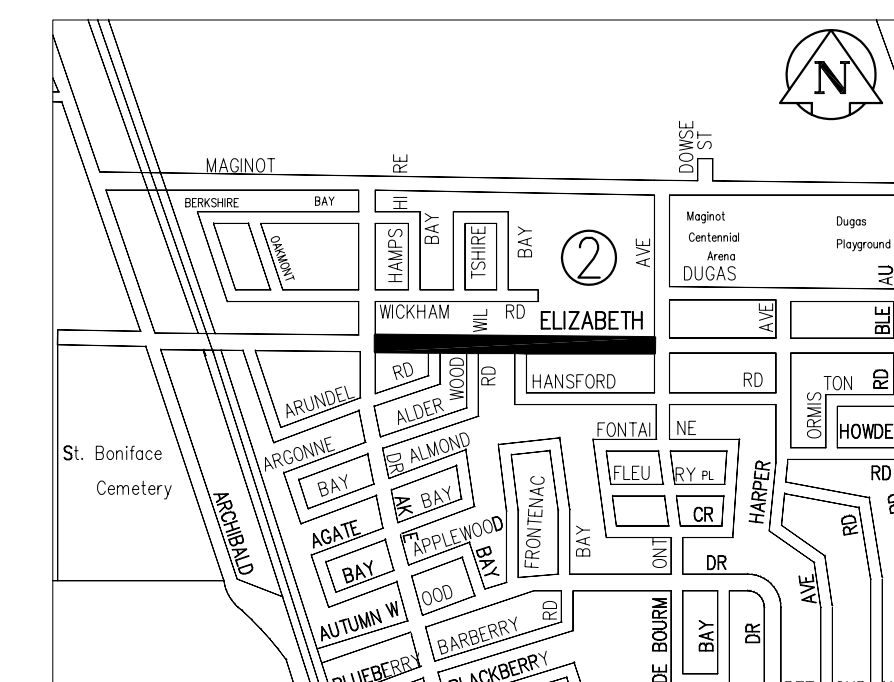 N
DOWSE
ST
MAGINOT
RE
HI
HAMPS
BERKSHIRE
BAY
OAKMONT
BAY
TSHIRE
BAY
2
AVE
Maginot
Centennial
Arena
Dugas
Playground
DUGAS
AU
BLE
RD
WICKHAM
WIL
RD
ELIZABETH
AVE
RD
WOOD
RD
HANSFORD
RD
TON
ORMIS
HOWDE
ARUNDEL
ALDER
FONTAI
NE
ARGONNE
DR
ALMOND
St. Boniface
Cemetery
BAY
BAY
FLEU
RY PL
RD
HARPER
FRONTENAC
ARCHIBALD
AK
E
CR
RD
AGATE
APPLEWOOD
BAY
BAY
BAY
ONT
DR
AVE
OOD
AUTUMN W
RD
BARBERRY
DE BOURM
BAY
DR
BLUEBERRY
BLACKBERRY